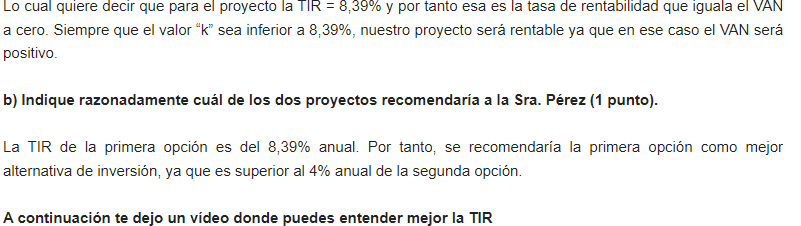 Lo cual quiere decir que para el proyecto la TIR = 8,39% y por tanto esa es la tasa de rentabilidad que iguala el VAN
a cero. Siempre que el valor “k” sea inferior a 8,39%, nuestro proyecto será rentable ya que en ese caso el VAN será
positivo.
b) Indique razonadamente cuál de los dos proyectos recomendaría a la Sra. Pérez (1 punto).
La TIR de la primera opción es del 8,39% anual. Por tanto, se recomendaría la primera opción como mejor
alternativa de inversión, ya que es superior al 4% anual de la segunda opción.
A continuación te dejo un vídeo donde puedes entender mejor la TIR